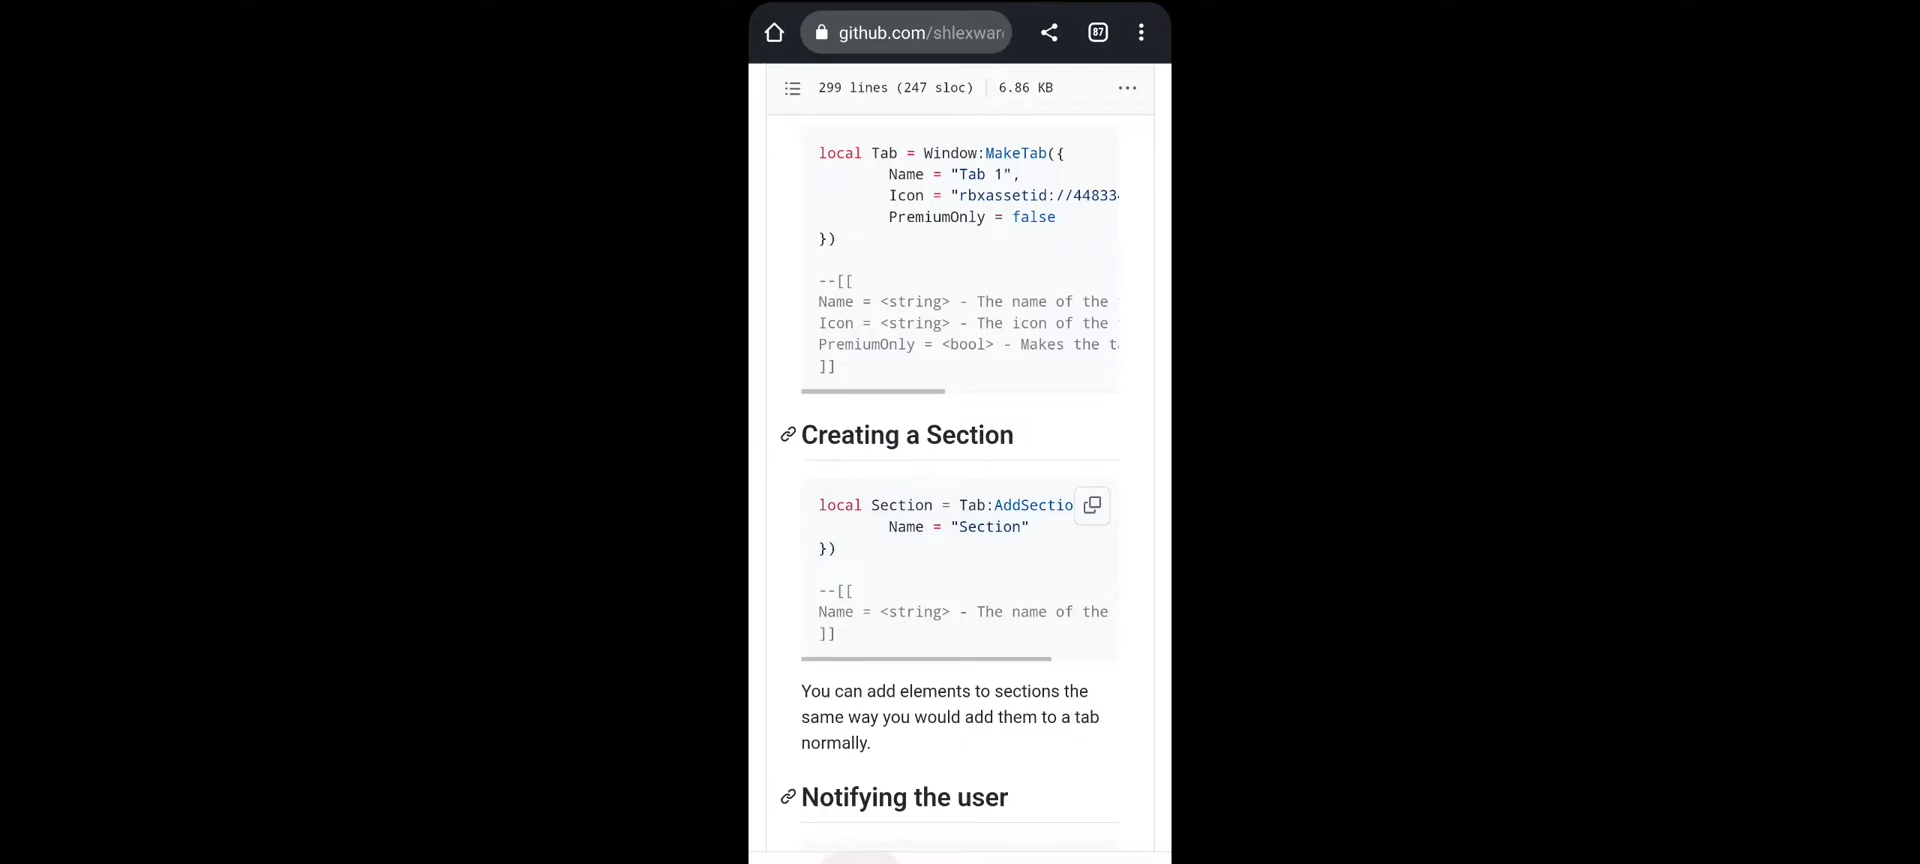 github.com/shlexwar
87
299 lines (247 sloc) 6.86 KB
local Tab = Window:MakeTab({
Name = "Tab 1",
Icon = "rbxassetid://44833
PremiumOnly = false
})
--[[
Name = <string> - The name of the
Icon = <string> - The icon of the
PremiumOnly = <bool> - Makes the t
]]
Creating a Section
local Section = Tab:AddSectio
Name = "Section"
})
--[[
Name = <string> - The name of the
]]
You can add elements to sections the
same way you would add them to a tab
normally.
Notifying the user